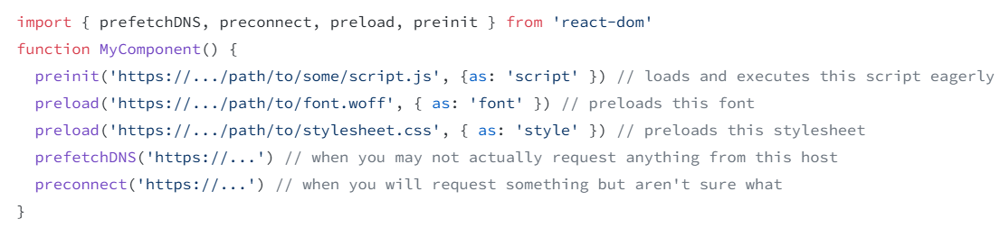 import { prefetchDNS, preconnect, preload, preinit } from 'react-dom'
function MyComponent() {
  preinit('https://.../path/to/some/script.js', {as: 'script' }) // loads and executes this script eagerly
  preload('https://.../path/to/font.woff', { as: 'font' }) // preloads this font
  preload('https://.../path/to/stylesheet.css', { as: 'style' }) // preloads this stylesheet
  prefetchDNS('https://...') // when you may not actually request anything from this host
  preconnect('https://...') // when you will request something but aren't sure what
}